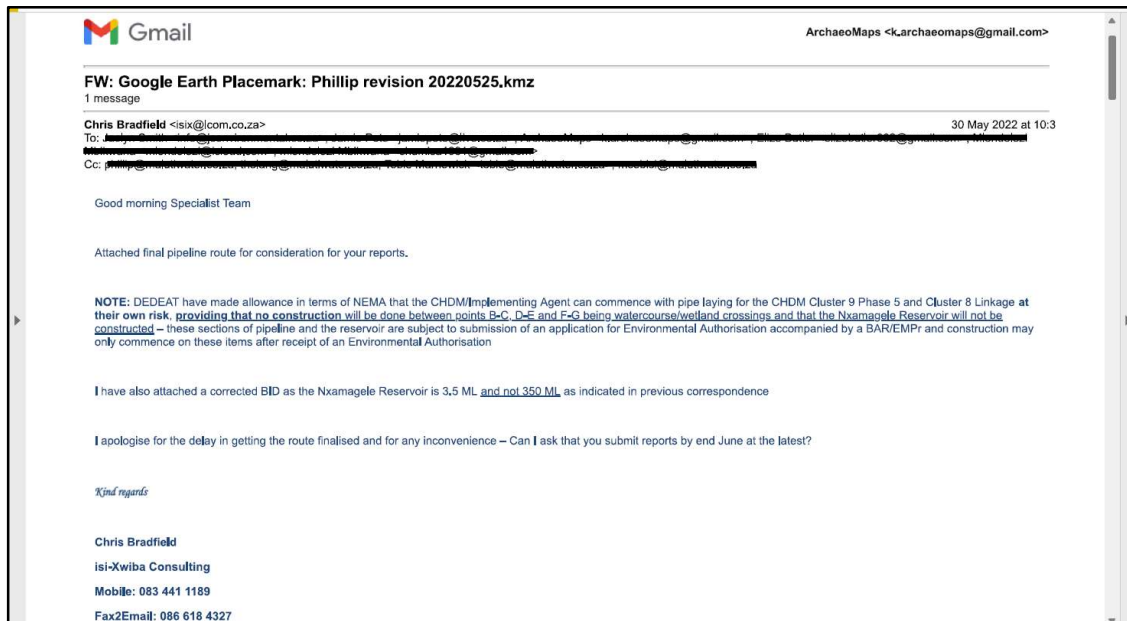 Gmail
ArchaeoMaps <k.archaeomaps@gmail.com>
FW: Google Earth Placemark: Phillip revision 20220525.kmz
1 message
Chris Bradfield <isix@lcom.co.za>
30 May 2022 at 10:3
To:
Cc:
Good morning Specialist Team
Attached final pipeline route for consideration for your reports.
NOTE: DEDEAT have made allowance in terms of NEMA that the CHDM/Implementing Agent can commence with pipe laying for the CHDM Cluster 9 Phase 5 and Cluster 8 Linkage at
their own risk, providing that no construction will be done between points B-C, D-E and F-G being watercourse/wetland crossings and that the Nxamagele Reservoir will not be
constructed – these sections of pipeline and the reservoir are subject to submission of an application for Environmental Authorisation accompanied by a BAR/EMPr and construction may
only commence on these items after receipt of an Environmental Authorisation
I have also attached a corrected BID as the Nxamagele Reservoir is 3.5 ML and not 350 ML as indicated in previous correspondence
I apologise for the delay in getting the route finalised and for any inconvenience – Can I ask that you submit reports by end June at the latest?
Kind regards
Chris Bradfield
isi-Xwiba Consulting
Mobile: 083 441 1189
Fax2Email: 086 618 4327